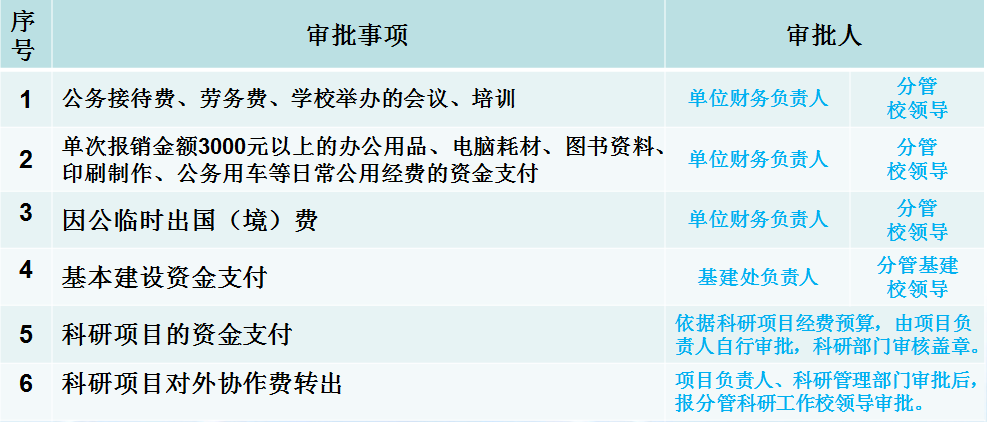 序号
审批事项
审批人
1
公务接待费、劳务费、学校举办的会议、培训
单位财务负责人
分管
校领导
2
单次报销金额3000元以上的办公用品、电脑耗材、图书资料、
印刷制作、公务用车等日常公用经费的资金支付
单位财务负责人
分管
校领导
3
因公临时出国（境）费
单位财务负责人
分管
校领导
4
基本建设资金支付
基建处负责人
分管基建
校领导
5
科研项目的资金支付
依据科研项目经费预算，由项目负
责人自行审批，科研部门审核盖章。
6
科研项目对外协作费转出
项目负责人、科研管理部门审批后，
报分管科研工作校领导审批。